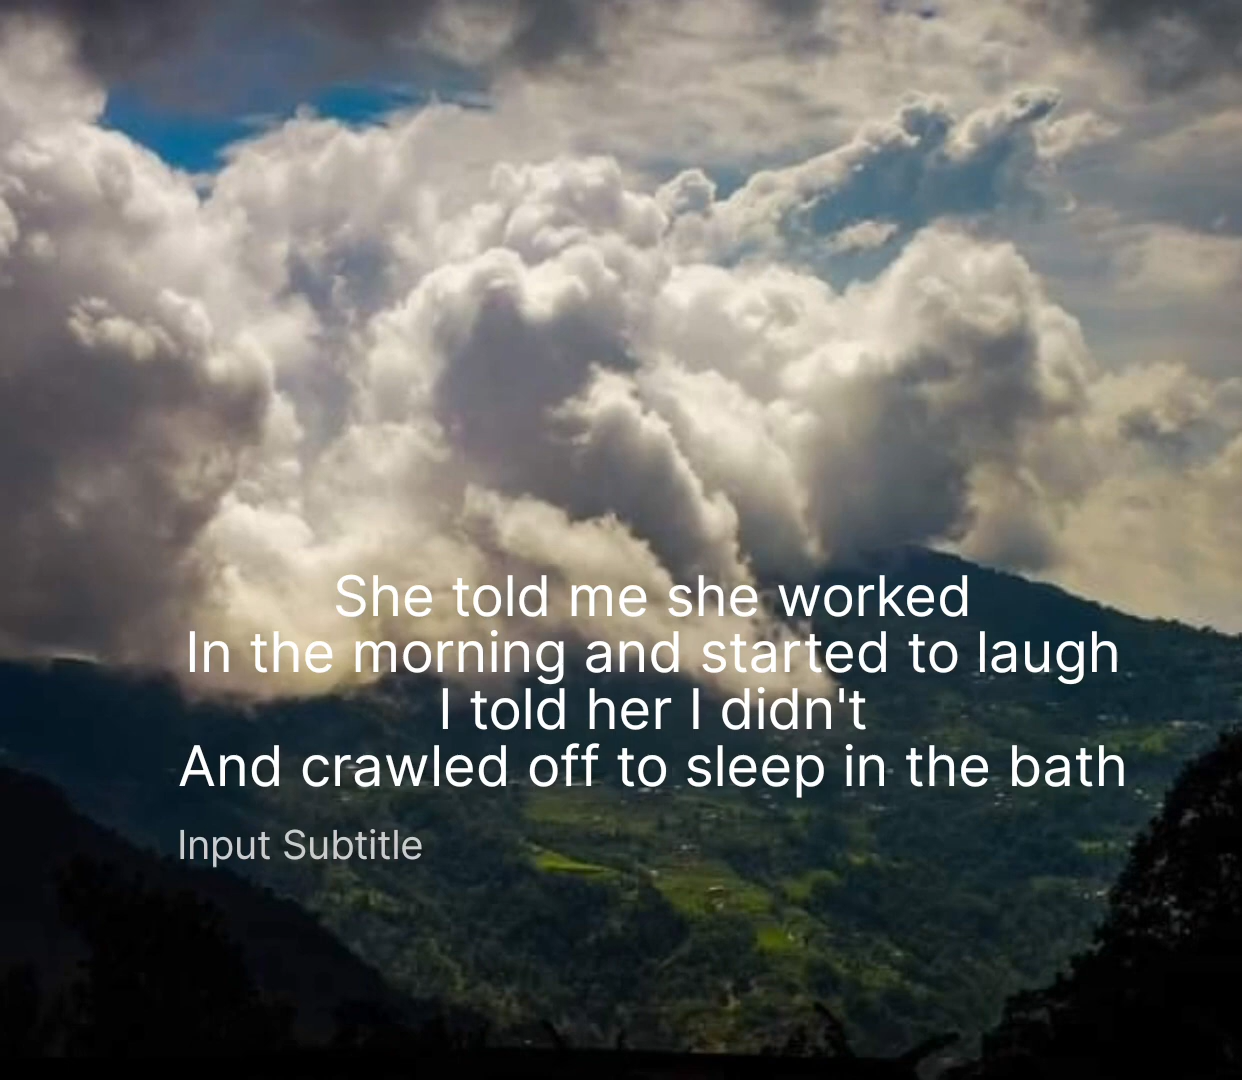 She told me she worked
In the morning and started to laugh
I told her I didn't
And crawled off to sleep in the bath
Input Subtitle